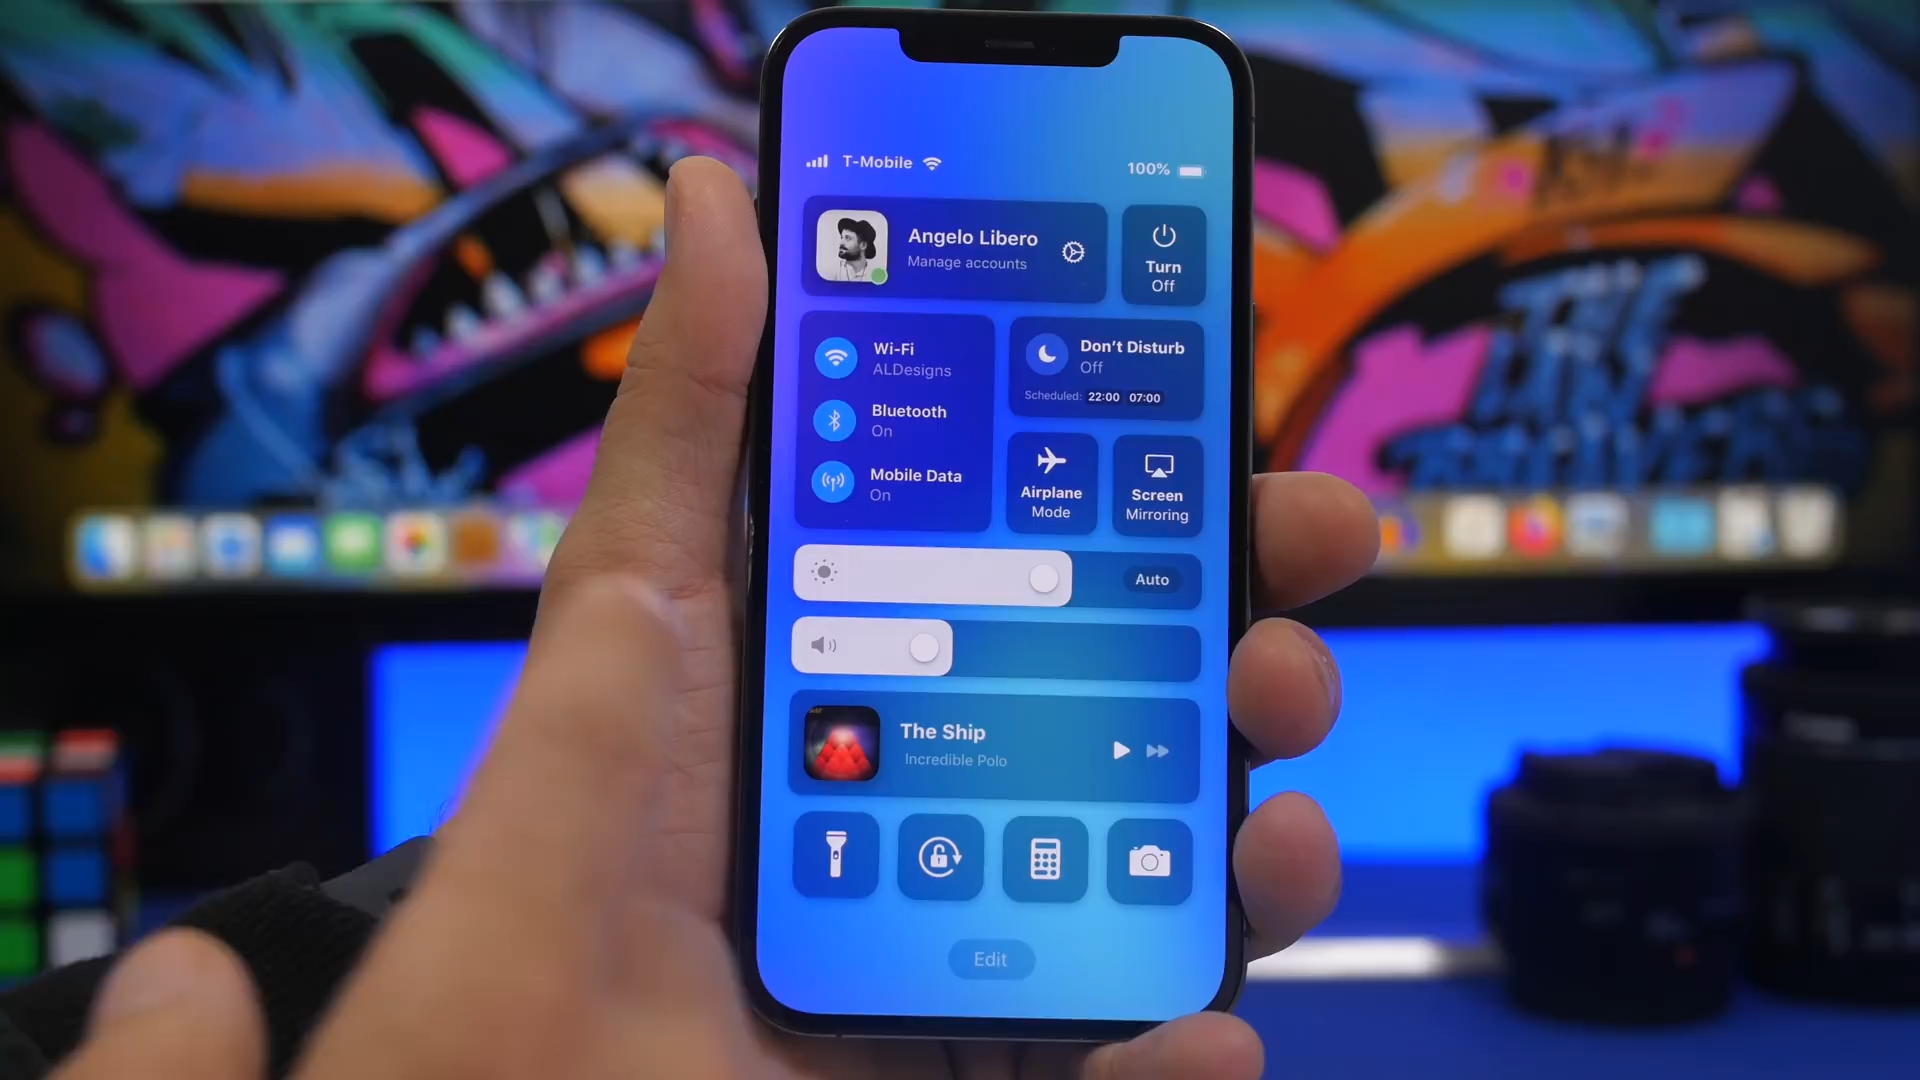 T-Mobile
100%
Angelo Libero
Manage accounts
Turn
Off
Wi-Fi
ALDesigns
Bluetooth
On
Mobile Data
On
Don't Disturb
Off
Scheduled: 22:00 07:00
Airplane
Mode
Screen
Mirroring
Auto
The Ship
Incredible Polo
Edit